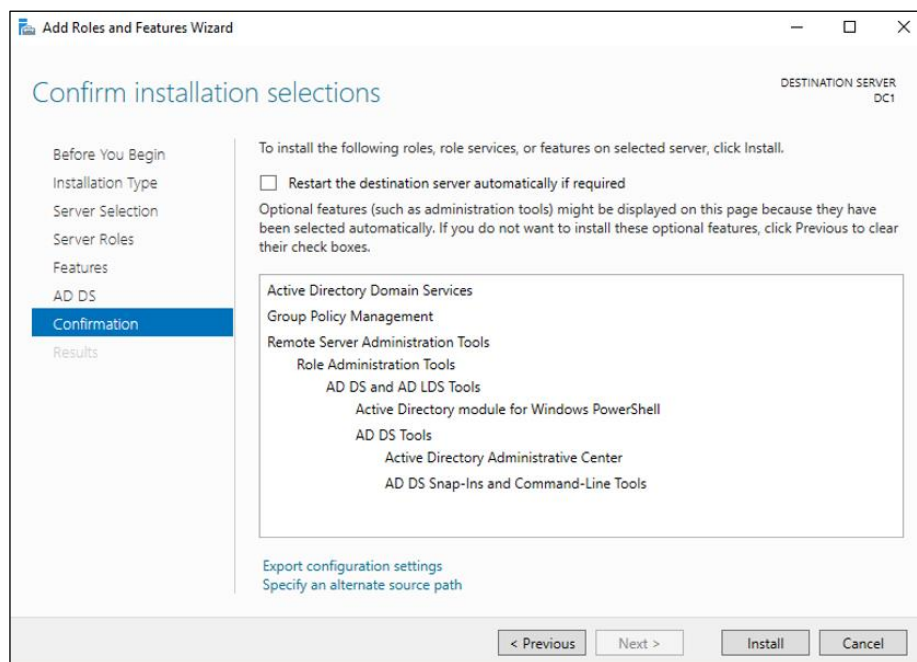 Add Roles and Features Wizard
Confirm installation selections
DESTINATION SERVER
DC1
Before You Begin
Installation Type
Server Selection
Server Roles
Features
AD DS
Confirmation
Results
To install the following roles, role services, or features on selected server, click Install.
Restart the destination server automatically if required
Optional features (such as administration tools) might be displayed on this page because they have
been selected automatically. If you do not want to install these optional features, click Previous to clear
their check boxes.
Active Directory Domain Services
Group Policy Management
Remote Server Administration Tools
Role Administration Tools
AD DS and AD LDS Tools
Active Directory module for Windows PowerShell
AD DS Tools
Active Directory Administrative Center
AD DS Snap-Ins and Command-Line Tools
Export configuration settings
Specify an alternate source path
< Previous
Next >
Install
Cancel